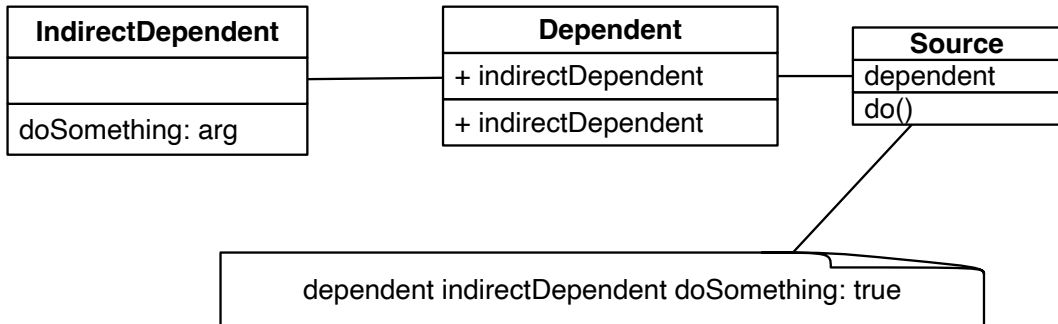 IndirectDependent
doSomething: arg
Dependent
+ indirectDependent
+ indirectDependent
Source
dependent
do()
dependent indirectDependent doSomething: true